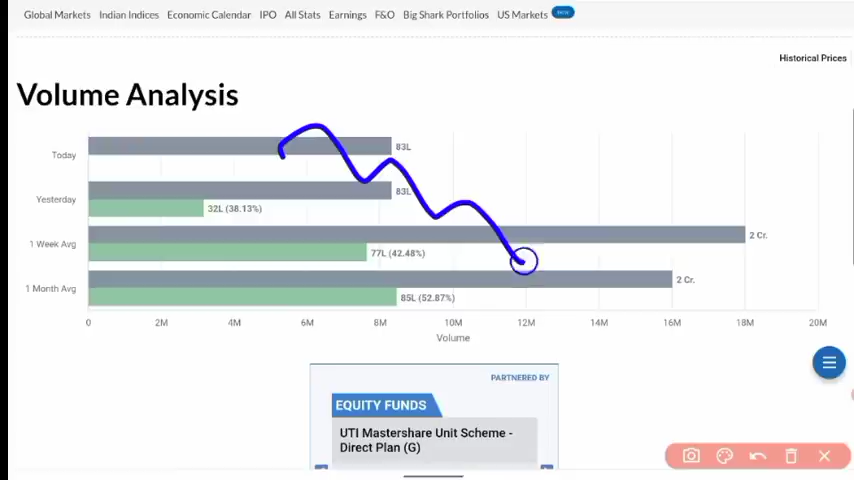 Global Markets Indian Indices Economic Calendar IPO All Stats Earnings F&O Big Shark Portfolios US Markets new
Historical Prices
Volume Analysis
Today 83L
Yesterday 83L
32L (38.13%)
1 Week Avg 2 Cr.
77L (42.48%)
1 Month Avg 2 Cr.
85L (52.87%)
0 2M 4M 6M 8M 10M 12M 14M 16M 18M 20M
Volume
PARTNERED BY
EQUITY FUNDS
UTI Mastershare Unit Scheme -
Direct Plan (G)